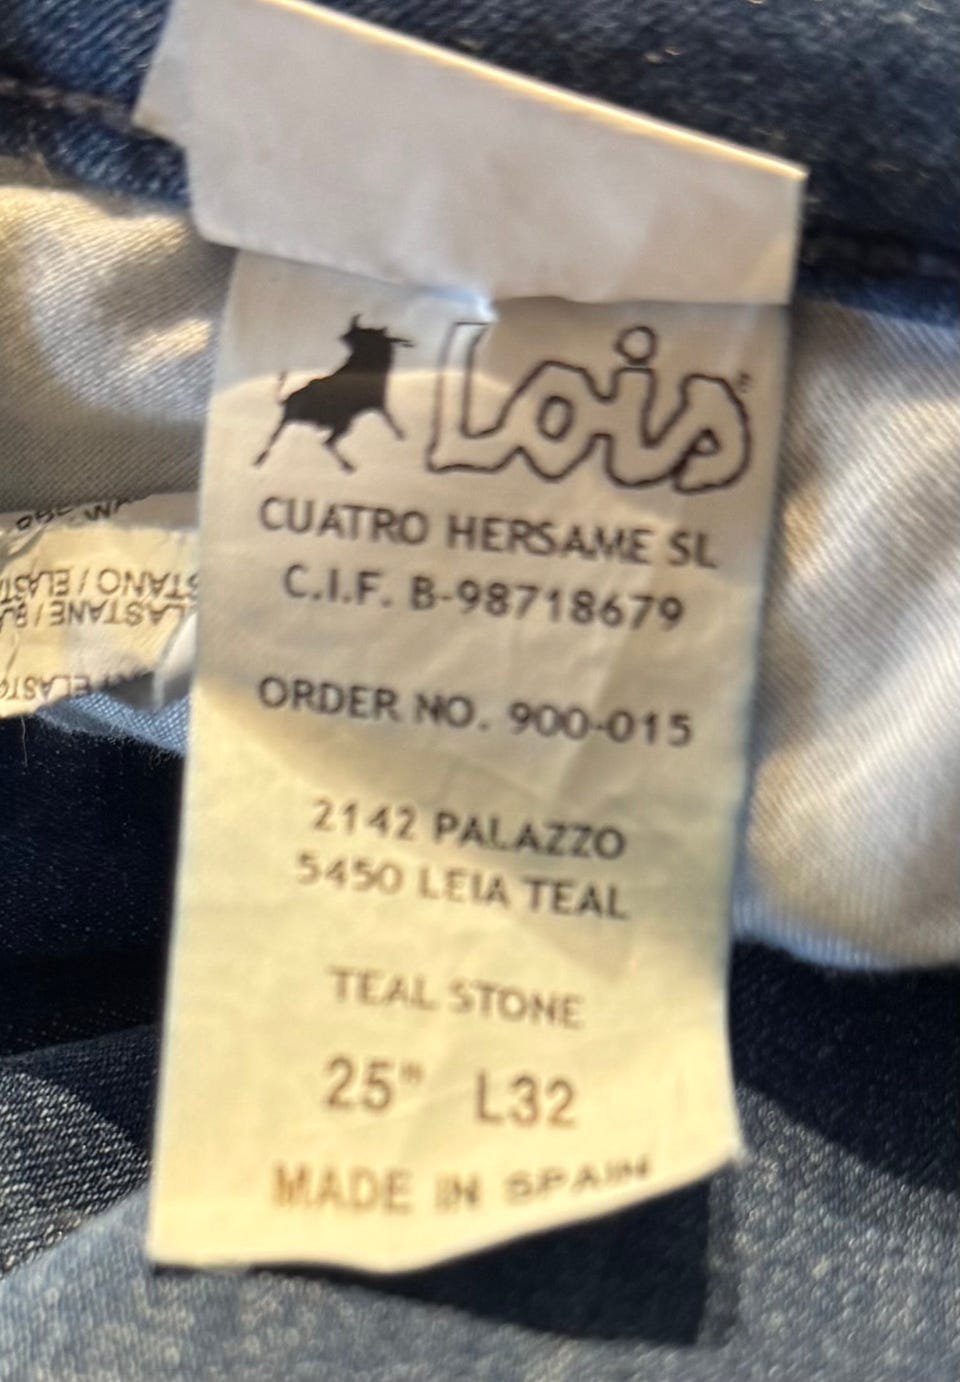 Lois
CUATRO HERSAME SL
C.I.F. B-98718679
ORDER NO. 900-015
2142 PALAZZO
5450 LEIA TEAL
TEAL STONE
25" L32
MADE IN SPAIN